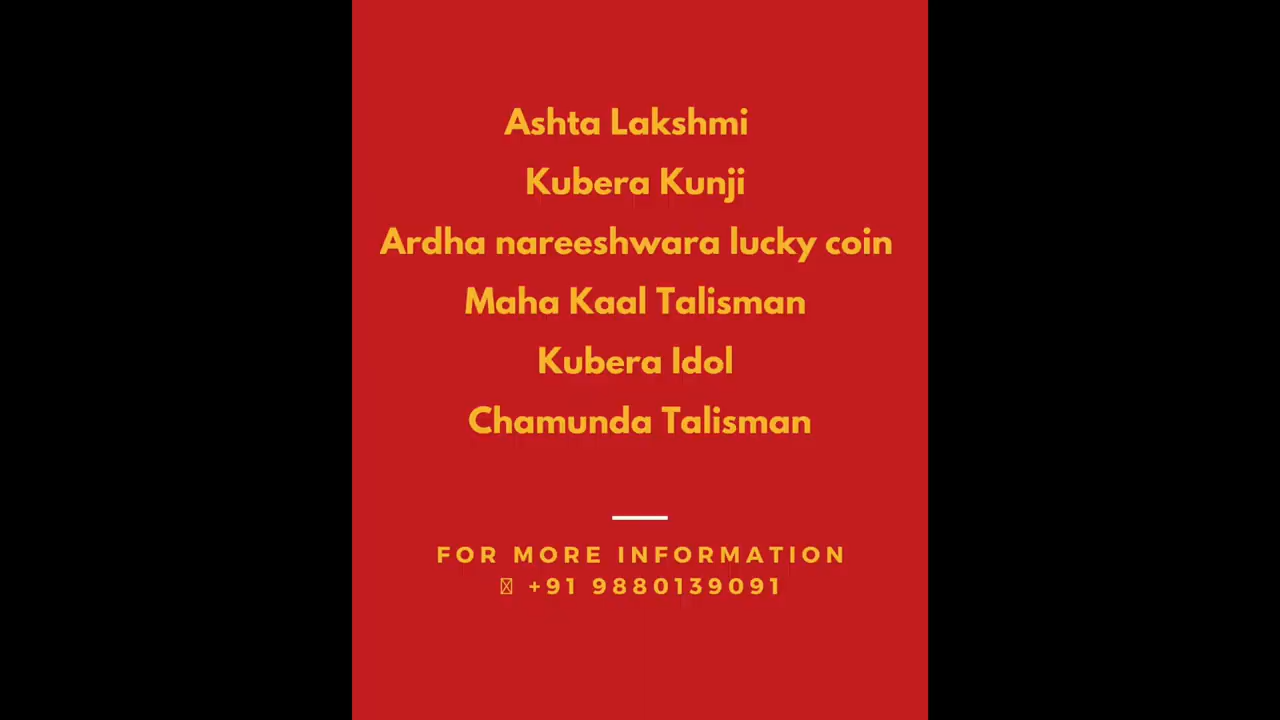 Ashta Lakshmi
Kubera Kunji
Ardha nareeshwara lucky coin
Maha Kaal Talisman
Kubera Idol
Chamunda Talisman
FOR MORE INFORMATION
+91 9880139091